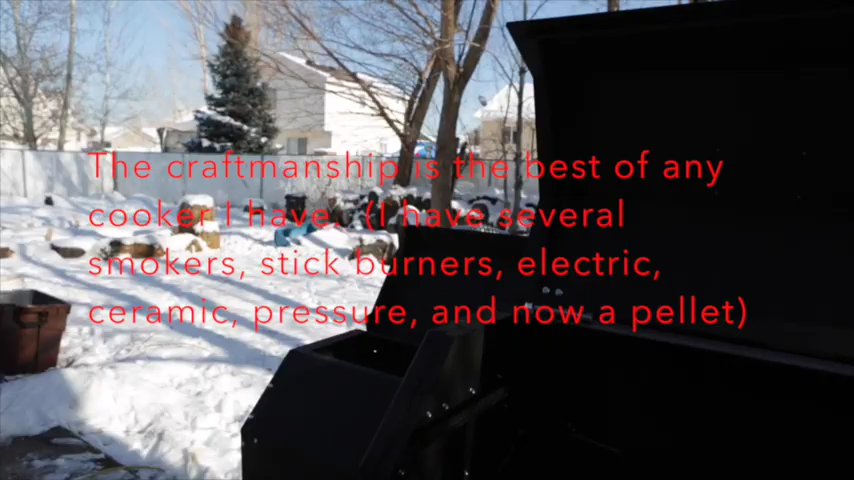 The craftmanship is the best of any
cooker I have.  (I have several
smokers, stick burners, electric,
ceramic, pressure, and now a pellet)